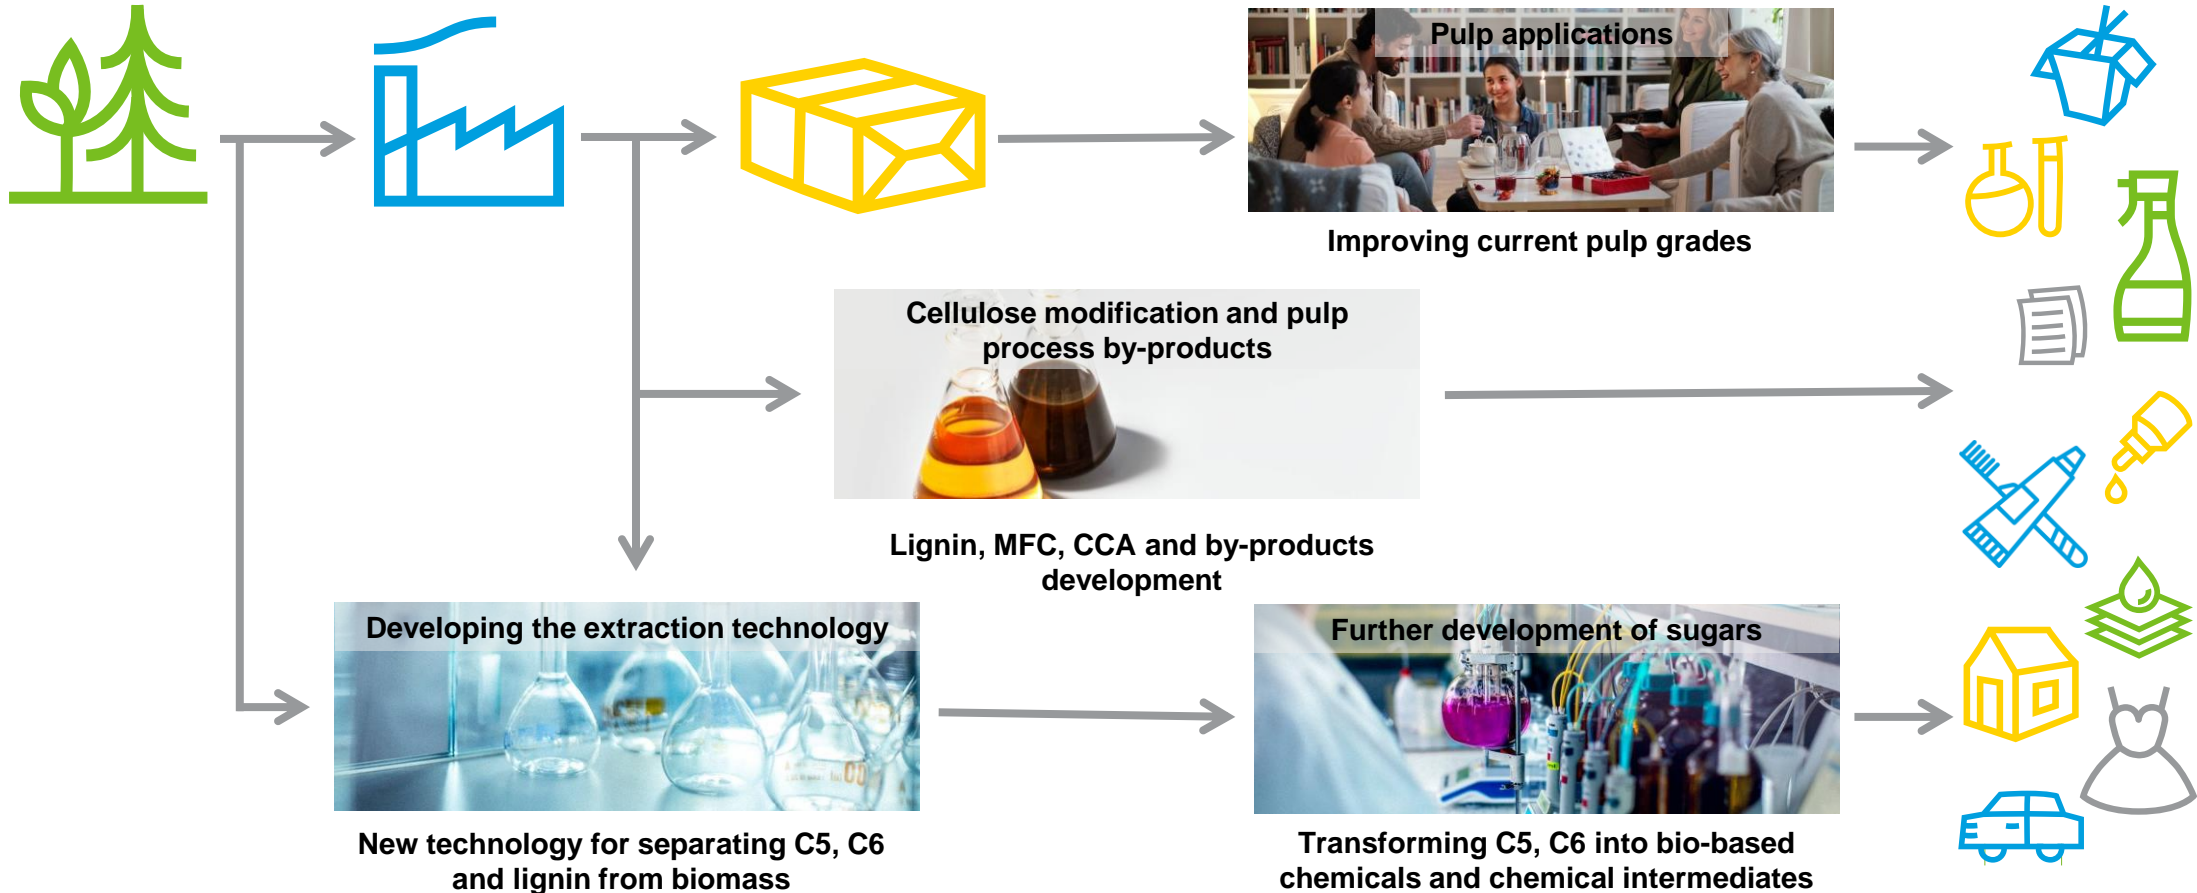 Pulp applications
Improving current pulp grades
Cellulose modification and pulp
process by-products
Lignin, MFC, CCA and by-products
development
Developing the extraction technology
New technology for separating C5, C6
and lignin from biomass
Further development of sugars
Transforming C5, C6 into bio-based
chemicals and chemical intermediates